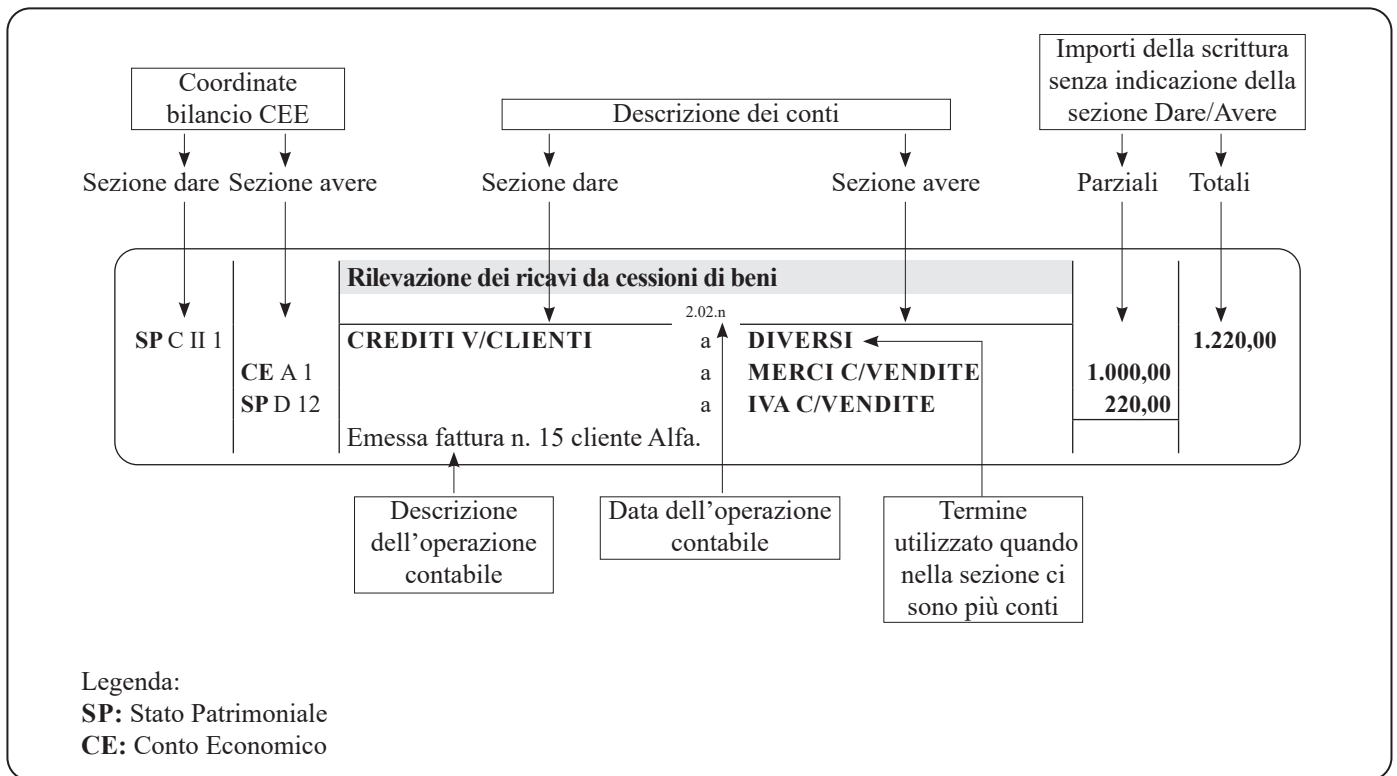 Coordinate
bilancio CEE
Descrizione dei conti
Importi della scrittura
senza indicazione della
sezione Dare/Avere
Sezione dare Sezione avere Sezione dare Sezione avere Parziali Totali
Rilevazione dei ricavi da cessioni di beni
2.02.n
SP C II 1 CREDITI V/CLIENTI a DIVERSI 1.220,00
CE A 1 a MERCI C/VENDITE 1.000,00
SP D 12 a IVA C/VENDITE 220,00
Emessa fattura n. 15 cliente Alfa.
Descrizione
dell’operazione
contabile
Data dell’operazione
contabile
Termine
utilizzato quando
nella sezione ci
sono più conti
Legenda:
SP: Stato Patrimoniale
CE: Conto Economico